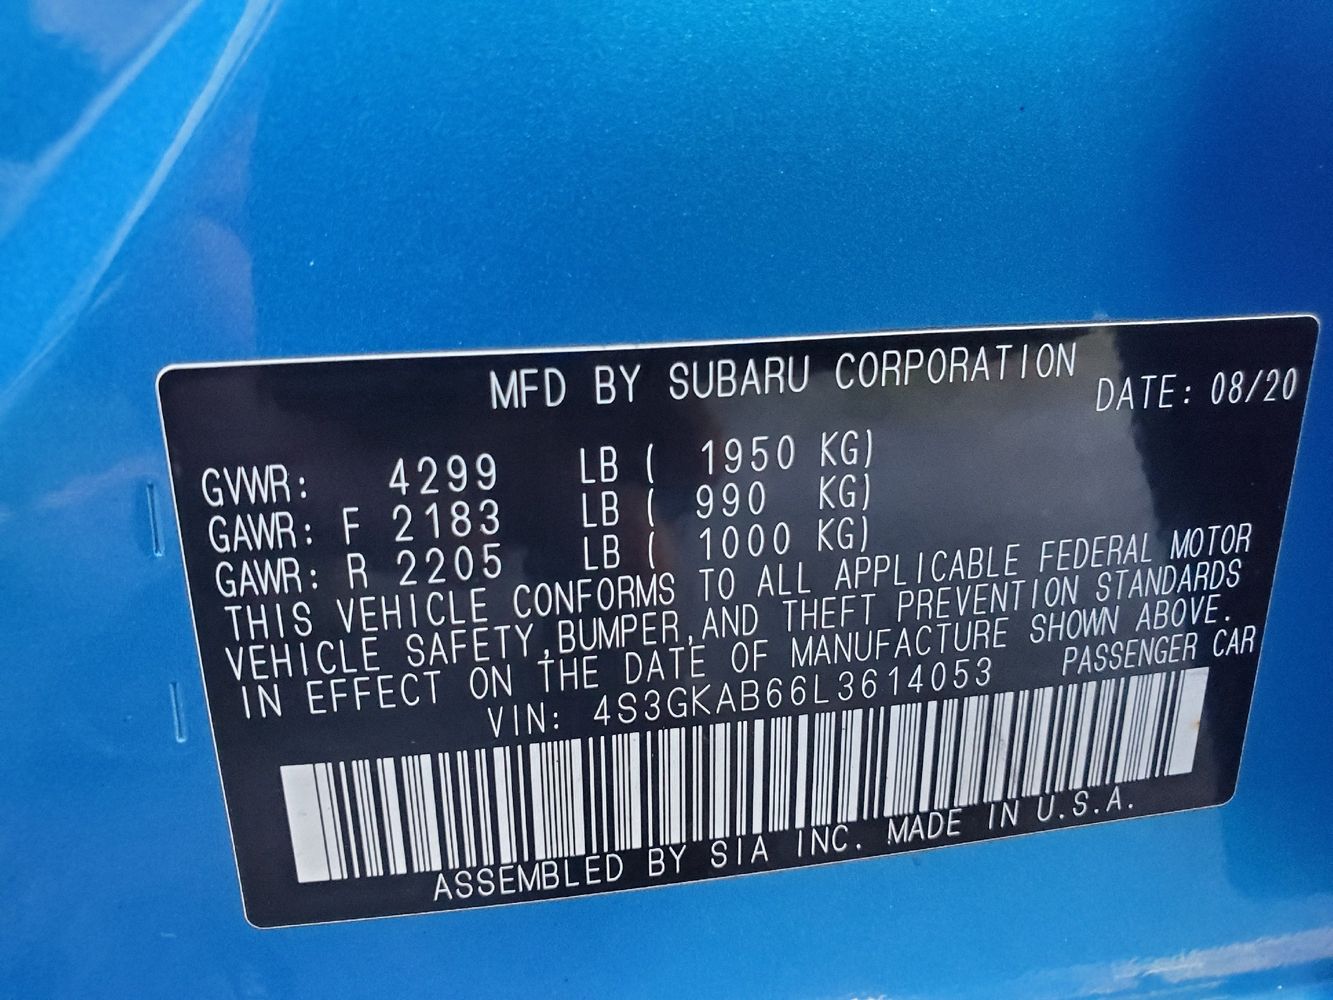 MFD BY SUBARU CORPORATION DATE: 08/20
GVWR: 4299 LB ( 1950 KG)
GAWR: F 2183 LB ( 990 KG)
GAWR: R 2205 LB ( 1000 KG)
THIS VEHICLE CONFORMS TO ALL APPLICABLE FEDERAL MOTOR
VEHICLE SAFETY,BUMPER,AND THEFT PREVENTION STANDARDS
IN EFFECT ON THE DATE OF MANUFACTURE SHOWN ABOVE.
VIN: 4S3GKAB66L3614053 PASSENGER CAR
ASSEMBLED BY SIA INC. MADE IN U.S.A.